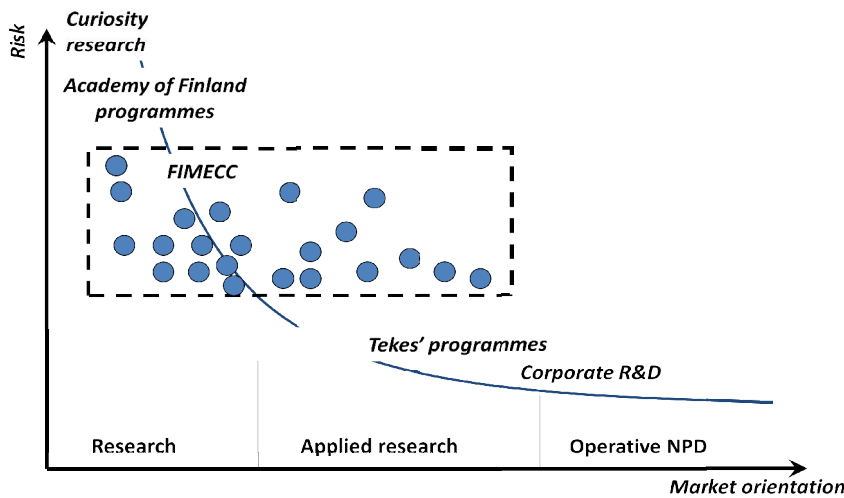 Risk
Curiosity
research
Academy of Finland
programmes
FIMECC
Tekes’ programmes
Corporate R&D
Research
Applied research
Operative NPD
Market orientation